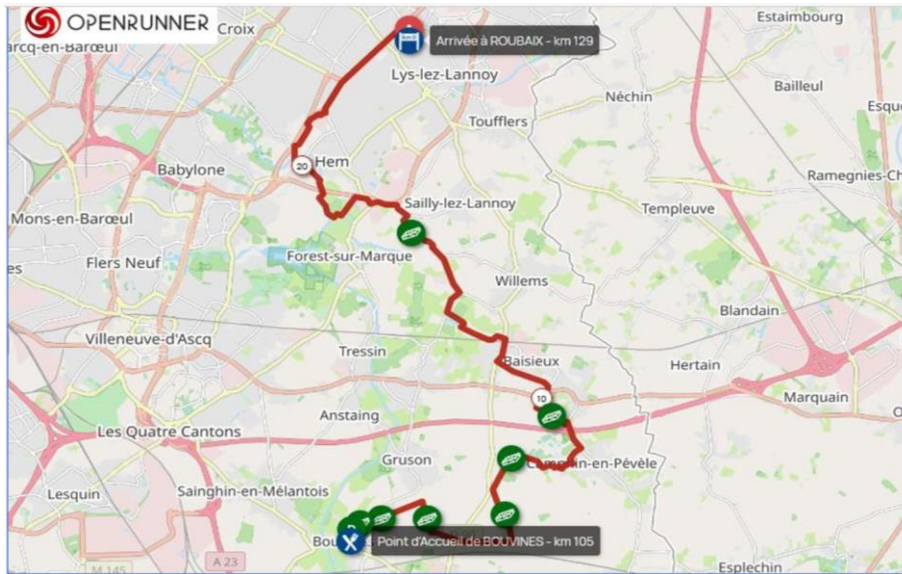 OPENRUNNER
Croix
Estaimbourg
Arrivée à ROUBAIX - km 129
arcq-en-Barœul
Lys-lez-Lannoy
Bailleul
Néchin
Esqu
Toufflers
20
Hem
Babylone
Ramegnies-Ch
Mons-en-Barœul
Sailly-lez-Lannoy
Templeuve
Forest-sur-Marque
Flers Neuf
Willems
Blandain
Villeneuve-d'Ascq
Tressin
Baisieux
Hertain
10
Marquain
Anstaing
Les Quatre Cantons
Gruson
en-Pévèle
Lesquin
Sainghin-en-Mélantois
Point d'Accueil de BOUVINES - km 105
A 23
M 145
Esplechin